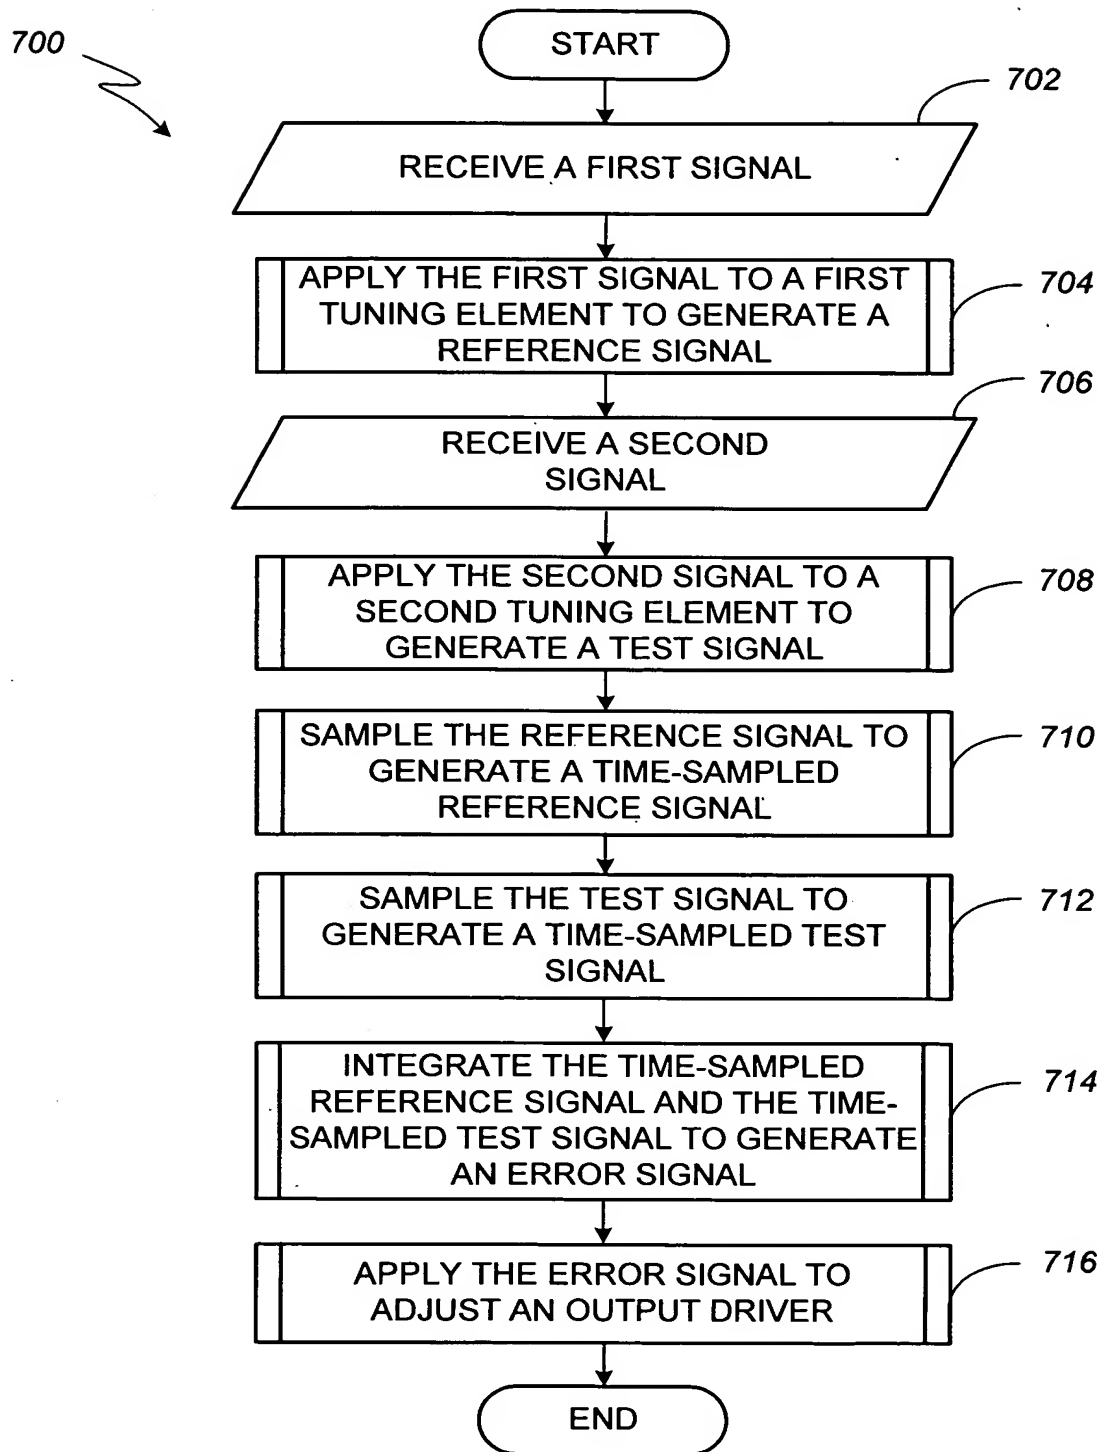 700
START
702
RECEIVE A FIRST SIGNAL
APPLY THE FIRST SIGNAL TO A FIRST
TUNING ELEMENT TO GENERATE A
REFERENCE SIGNAL
704
706
RECEIVE A SECOND
SIGNAL
APPLY THE SECOND SIGNAL TO A
SECOND TUNING ELEMENT TO
GENERATE A TEST SIGNAL
708
SAMPLE THE REFERENCE SIGNAL TO
GENERATE A TIME-SAMPLED
REFERENCE SIGNAL
710
SAMPLE THE TEST SIGNAL TO
GENERATE A TIME-SAMPLED TEST
SIGNAL
712
INTEGRATE THE TIME-SAMPLED
REFERENCE SIGNAL AND THE TIME-
SAMPLED TEST SIGNAL TO GENERATE
AN ERROR SIGNAL
714
APPLY THE ERROR SIGNAL TO
ADJUST AN OUTPUT DRIVER
716
END